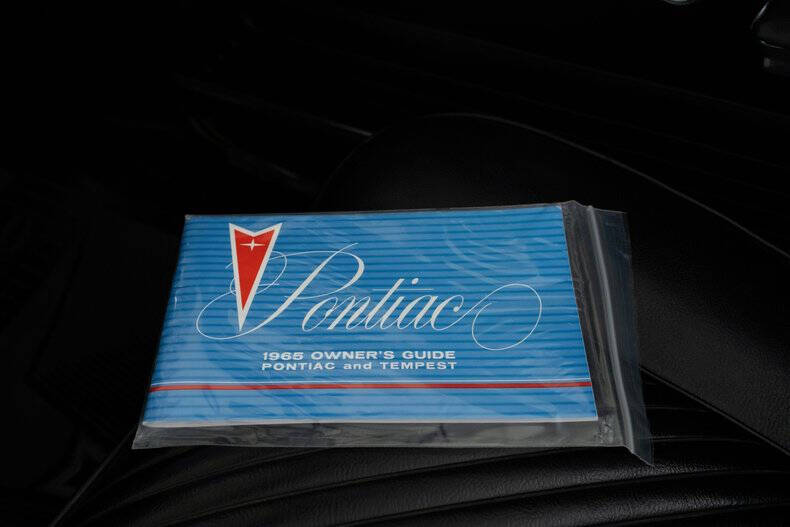 Pontiac
1965 OWNER'S GUIDE
PONTIAC and TEMPEST